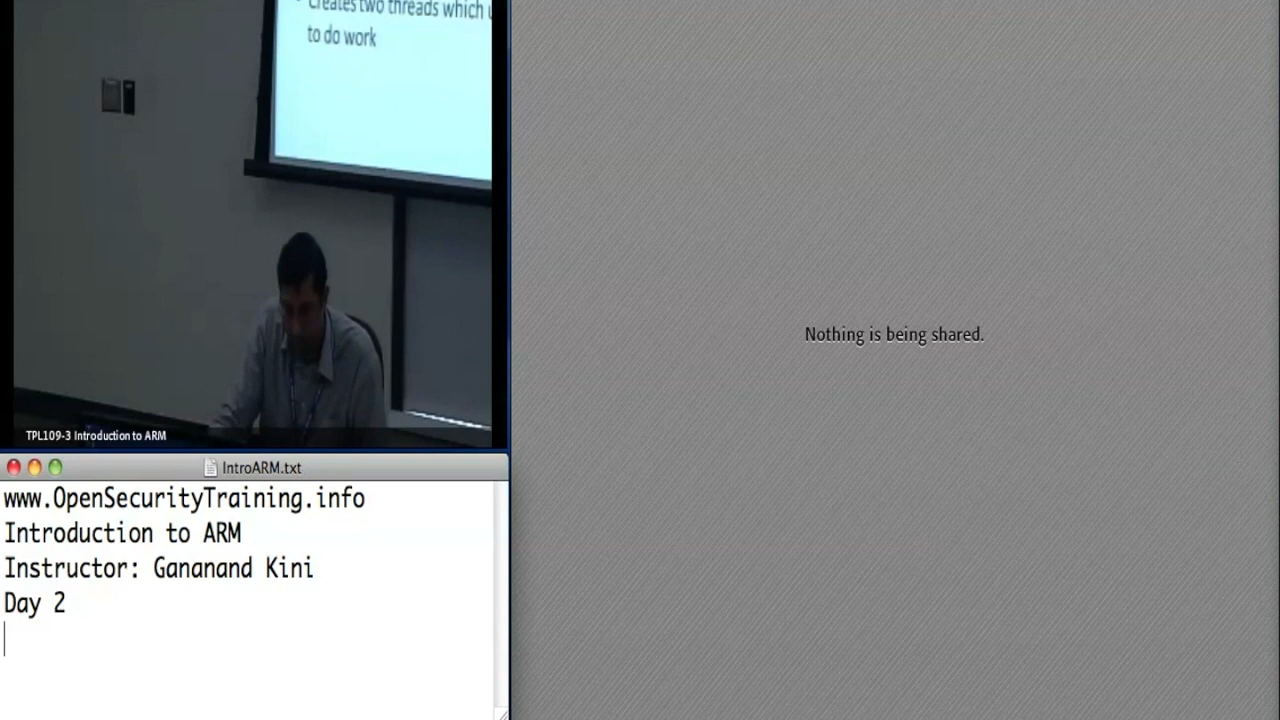 Creates two threads which
to do work
Nothing is being shared.
TPL109-3 Introduction to ARM
IntroARM.txt
www.OpenSecurityTraining.info
Introduction to ARM
Instructor: Gananand Kini
Day 2